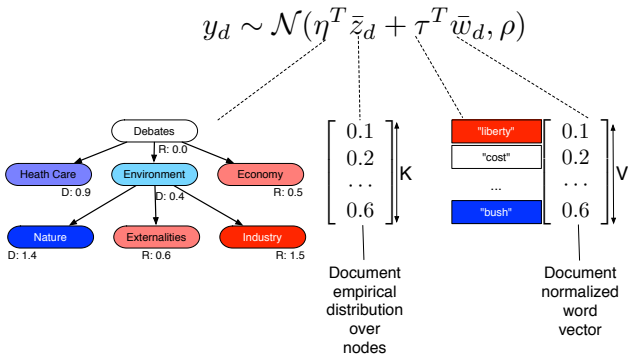 y_d ∼ N(η^T z̄_d + τ^T w̄_d, ρ)
Debates
R: 0.0
Heath Care
Environment
Economy
D: 0.9
D: 0.4
R: 0.5
Nature
Externalities
Industry
D: 1.4
R: 0.6
R: 1.5
0.1
0.2
...
0.6
K
"liberty"
"cost"
...
"bush"
0.1
0.2
...
0.6
V
Document
empirical
distribution
over
nodes
Document
normalized
word
vector